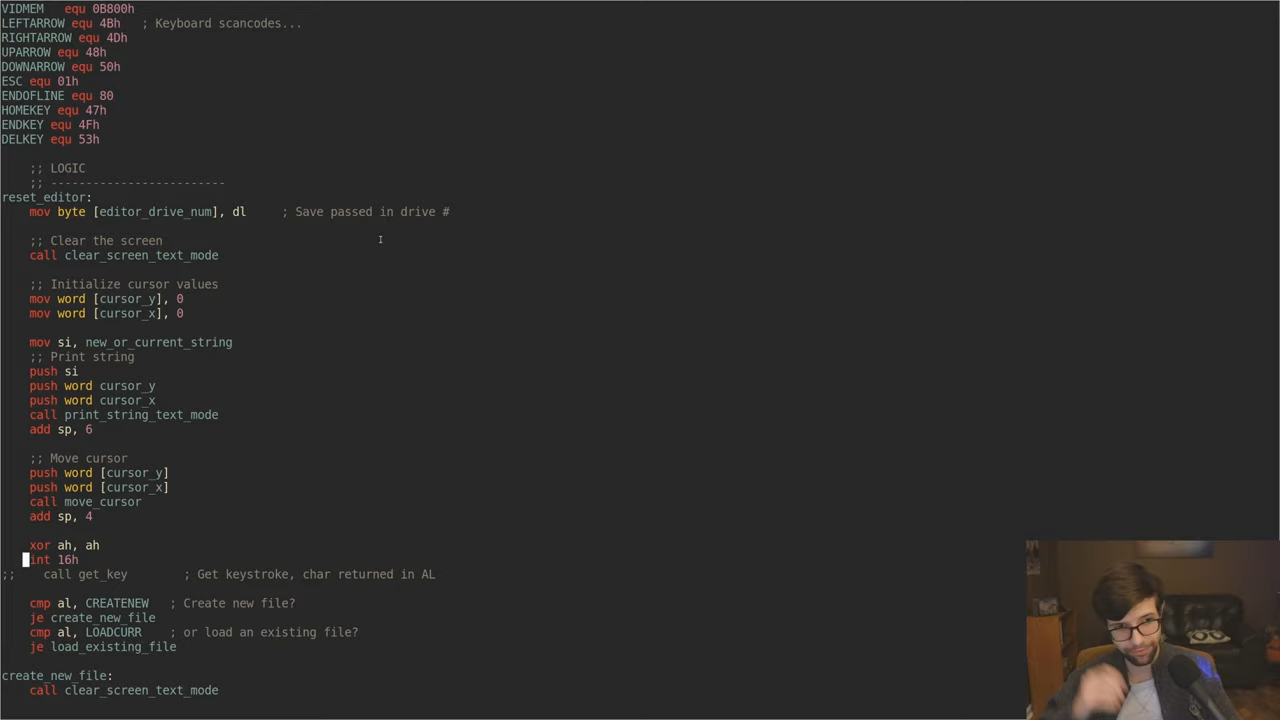 VIDMEM equ 0B800h
LEFTARROW equ 4Bh ; Keyboard scancodes...
RIGHTARROW equ 4Dh
UPARROW equ 48h
DOWNARROW equ 50h
ESC equ 01h
ENDOFLINE equ 80
HOMEKEY equ 47h
ENDKEY equ 4Fh
DELKEY equ 53h
;; LOGIC
;; -------------------------
reset_editor:
mov byte [editor_drive_num], dl ; Save passed in drive #
;; Clear the screen
call clear_screen_text_mode
;; Initialize cursor values
mov word [cursor_y], 0
mov word [cursor_x], 0
mov si, new_or_current_string
;; Print string
push si
push word cursor_y
push word cursor_x
call print_string_text_mode
add sp, 6
;; Move cursor
push word [cursor_y]
push word [cursor_x]
call move_cursor
add sp, 4
xor ah, ah
int 16h
;; call get_key ; Get keystroke, char returned in AL
cmp al, CREATENEW ; Create new file?
je create_new_file
cmp al, LOADCURR ; or load an existing file?
je load_existing_file
create_new_file:
call clear_screen_text_mode